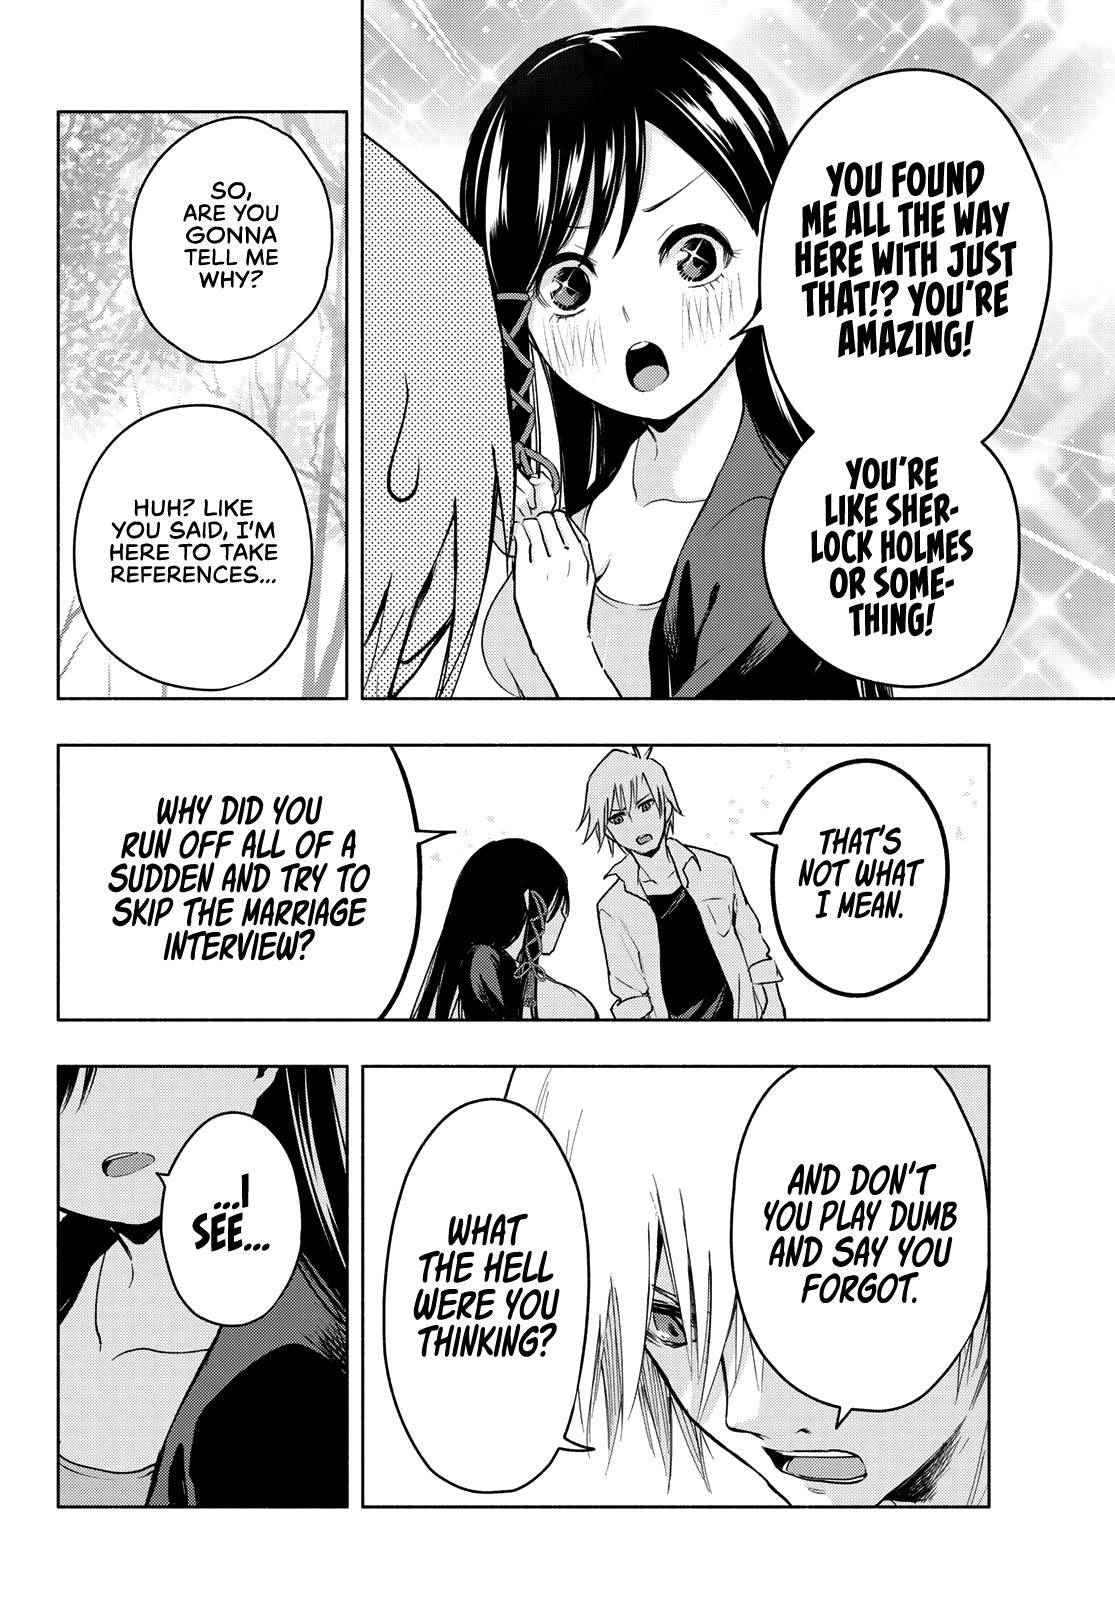 YOU FOUND
ME ALL THE WAY
HERE WITH JUST
THAT!? YOU'RE
AMAZING!
YOU'RE
LIKE SHER-
LOCK HOLMES
OR SOME-
THING!
SO,
ARE YOU
GONNA
TELL ME
WHY?
HUH? LIKE
YOU SAID, I'M
HERE TO TAKE
REFERENCES...
THAT'S
NOT WHAT
I MEAN.
WHY DID YOU
RUN OFF ALL OF A
SUDDEN AND TRY TO
SKIP THE MARRIAGE
INTERVIEW?
AND DON'T
YOU PLAY DUMB
AND SAY YOU
FORGOT.
WHAT
THE HELL
WERE YOU
THINKING?
...I
SEE...